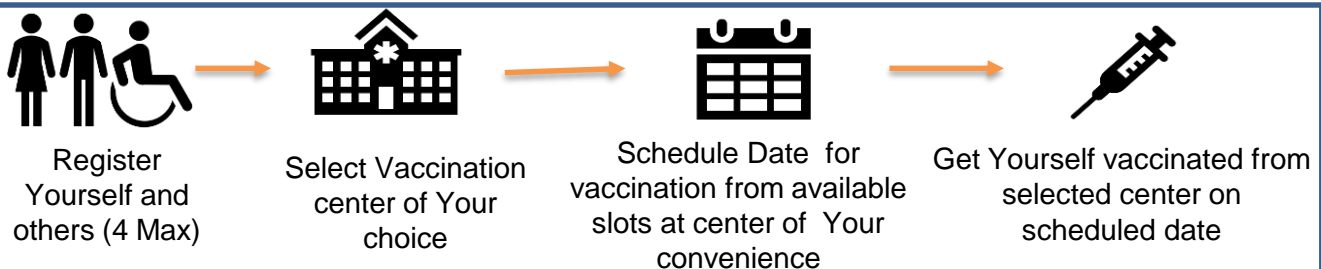 Register
Yourself and
others (4 Max)
Select Vaccination
center of Your
choice
Schedule Date for
vaccination from available
slots at center of Your
convenience
Get Yourself vaccinated from
selected center on
scheduled date